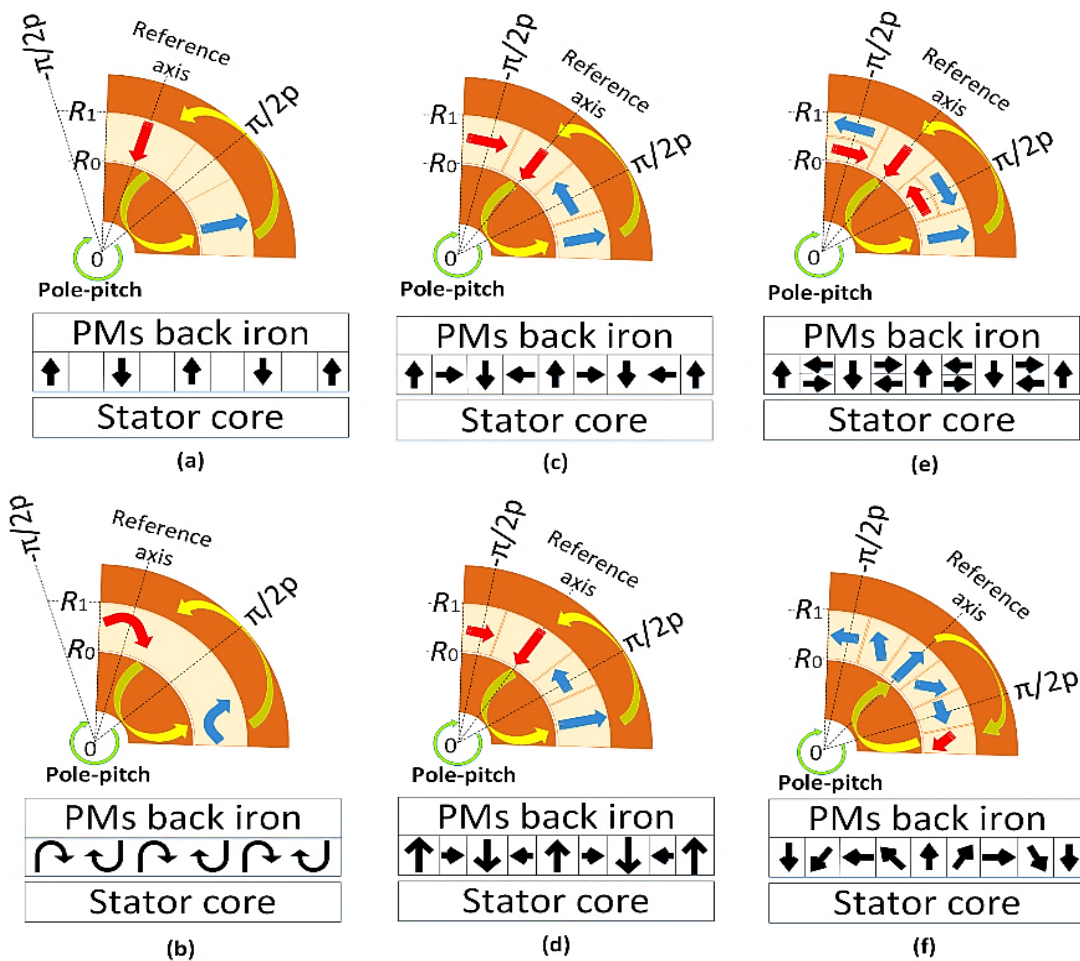 -π/2p
Reference
axis
π/2p
R1
R0
0
Pole-pitch
PMs back iron
Stator core
(a)
-π/2p
Reference
axis
π/2p
R1
R0
0
Pole-pitch
PMs back iron
Stator core
(c)
-π/2p
Reference
axis
π/2p
R1
R0
0
Pole-pitch
PMs back iron
Stator core
(e)
-π/2p
Reference
axis
π/2p
R1
R0
0
Pole-pitch
PMs back iron
Stator core
(b)
-π/2p
Reference
axis
π/2p
R1
R0
0
Pole-pitch
PMs back iron
Stator core
(d)
-π/2p
Reference
axis
π/2p
R1
R0
0
Pole-pitch
PMs back iron
Stator core
(f)